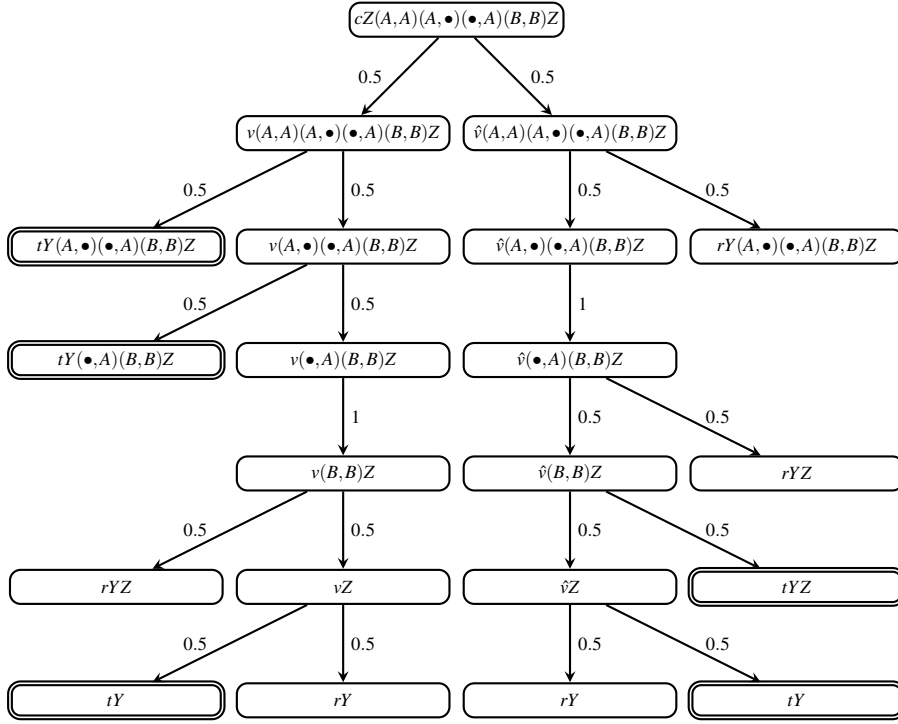 cZ(A,A)(A,●)(●,A)(B,B)Z
0.5 0.5
v(A,A)(A,●)(●,A)(B,B)Z v̂(A,A)(A,●)(●,A)(B,B)Z
0.5 0.5 0.5 0.5
tY(A,●)(●,A)(B,B)Z v(A,●)(●,A)(B,B)Z v̂(A,●)(●,A)(B,B)Z rY(A,●)(●,A)(B,B)Z
0.5 0.5 1
tY(●,A)(B,B)Z v(●,A)(B,B)Z v̂(●,A)(B,B)Z
1 0.5 0.5
v(B,B)Z v̂(B,B)Z rYZ
0.5 0.5 0.5 0.5
rYZ vZ v̂Z tYZ
0.5 0.5 0.5 0.5
tY rY rY tY